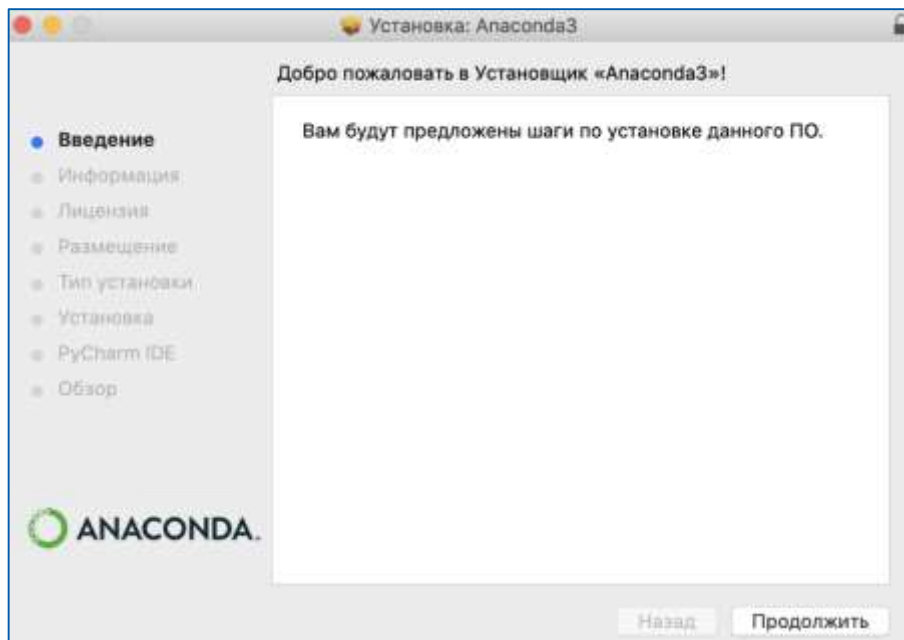 Установка: Anaconda3
Добро пожаловать в Установщик «Anaconda3»!
Введение
Информация
Лицензия
Размещение
Тип установки
Установка
PyCharm IDE
Обзор
Вам будут предложены шаги по установке данного ПО.
ANACONDA.
Назад
Продолжить